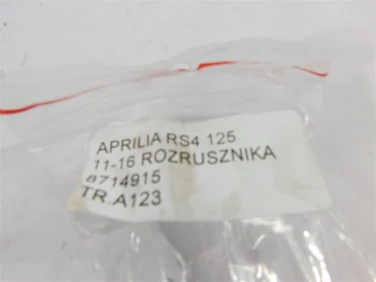 APRILIA RS4 125
11-16 ROZRUSZNIKA
8714915
TR.A123